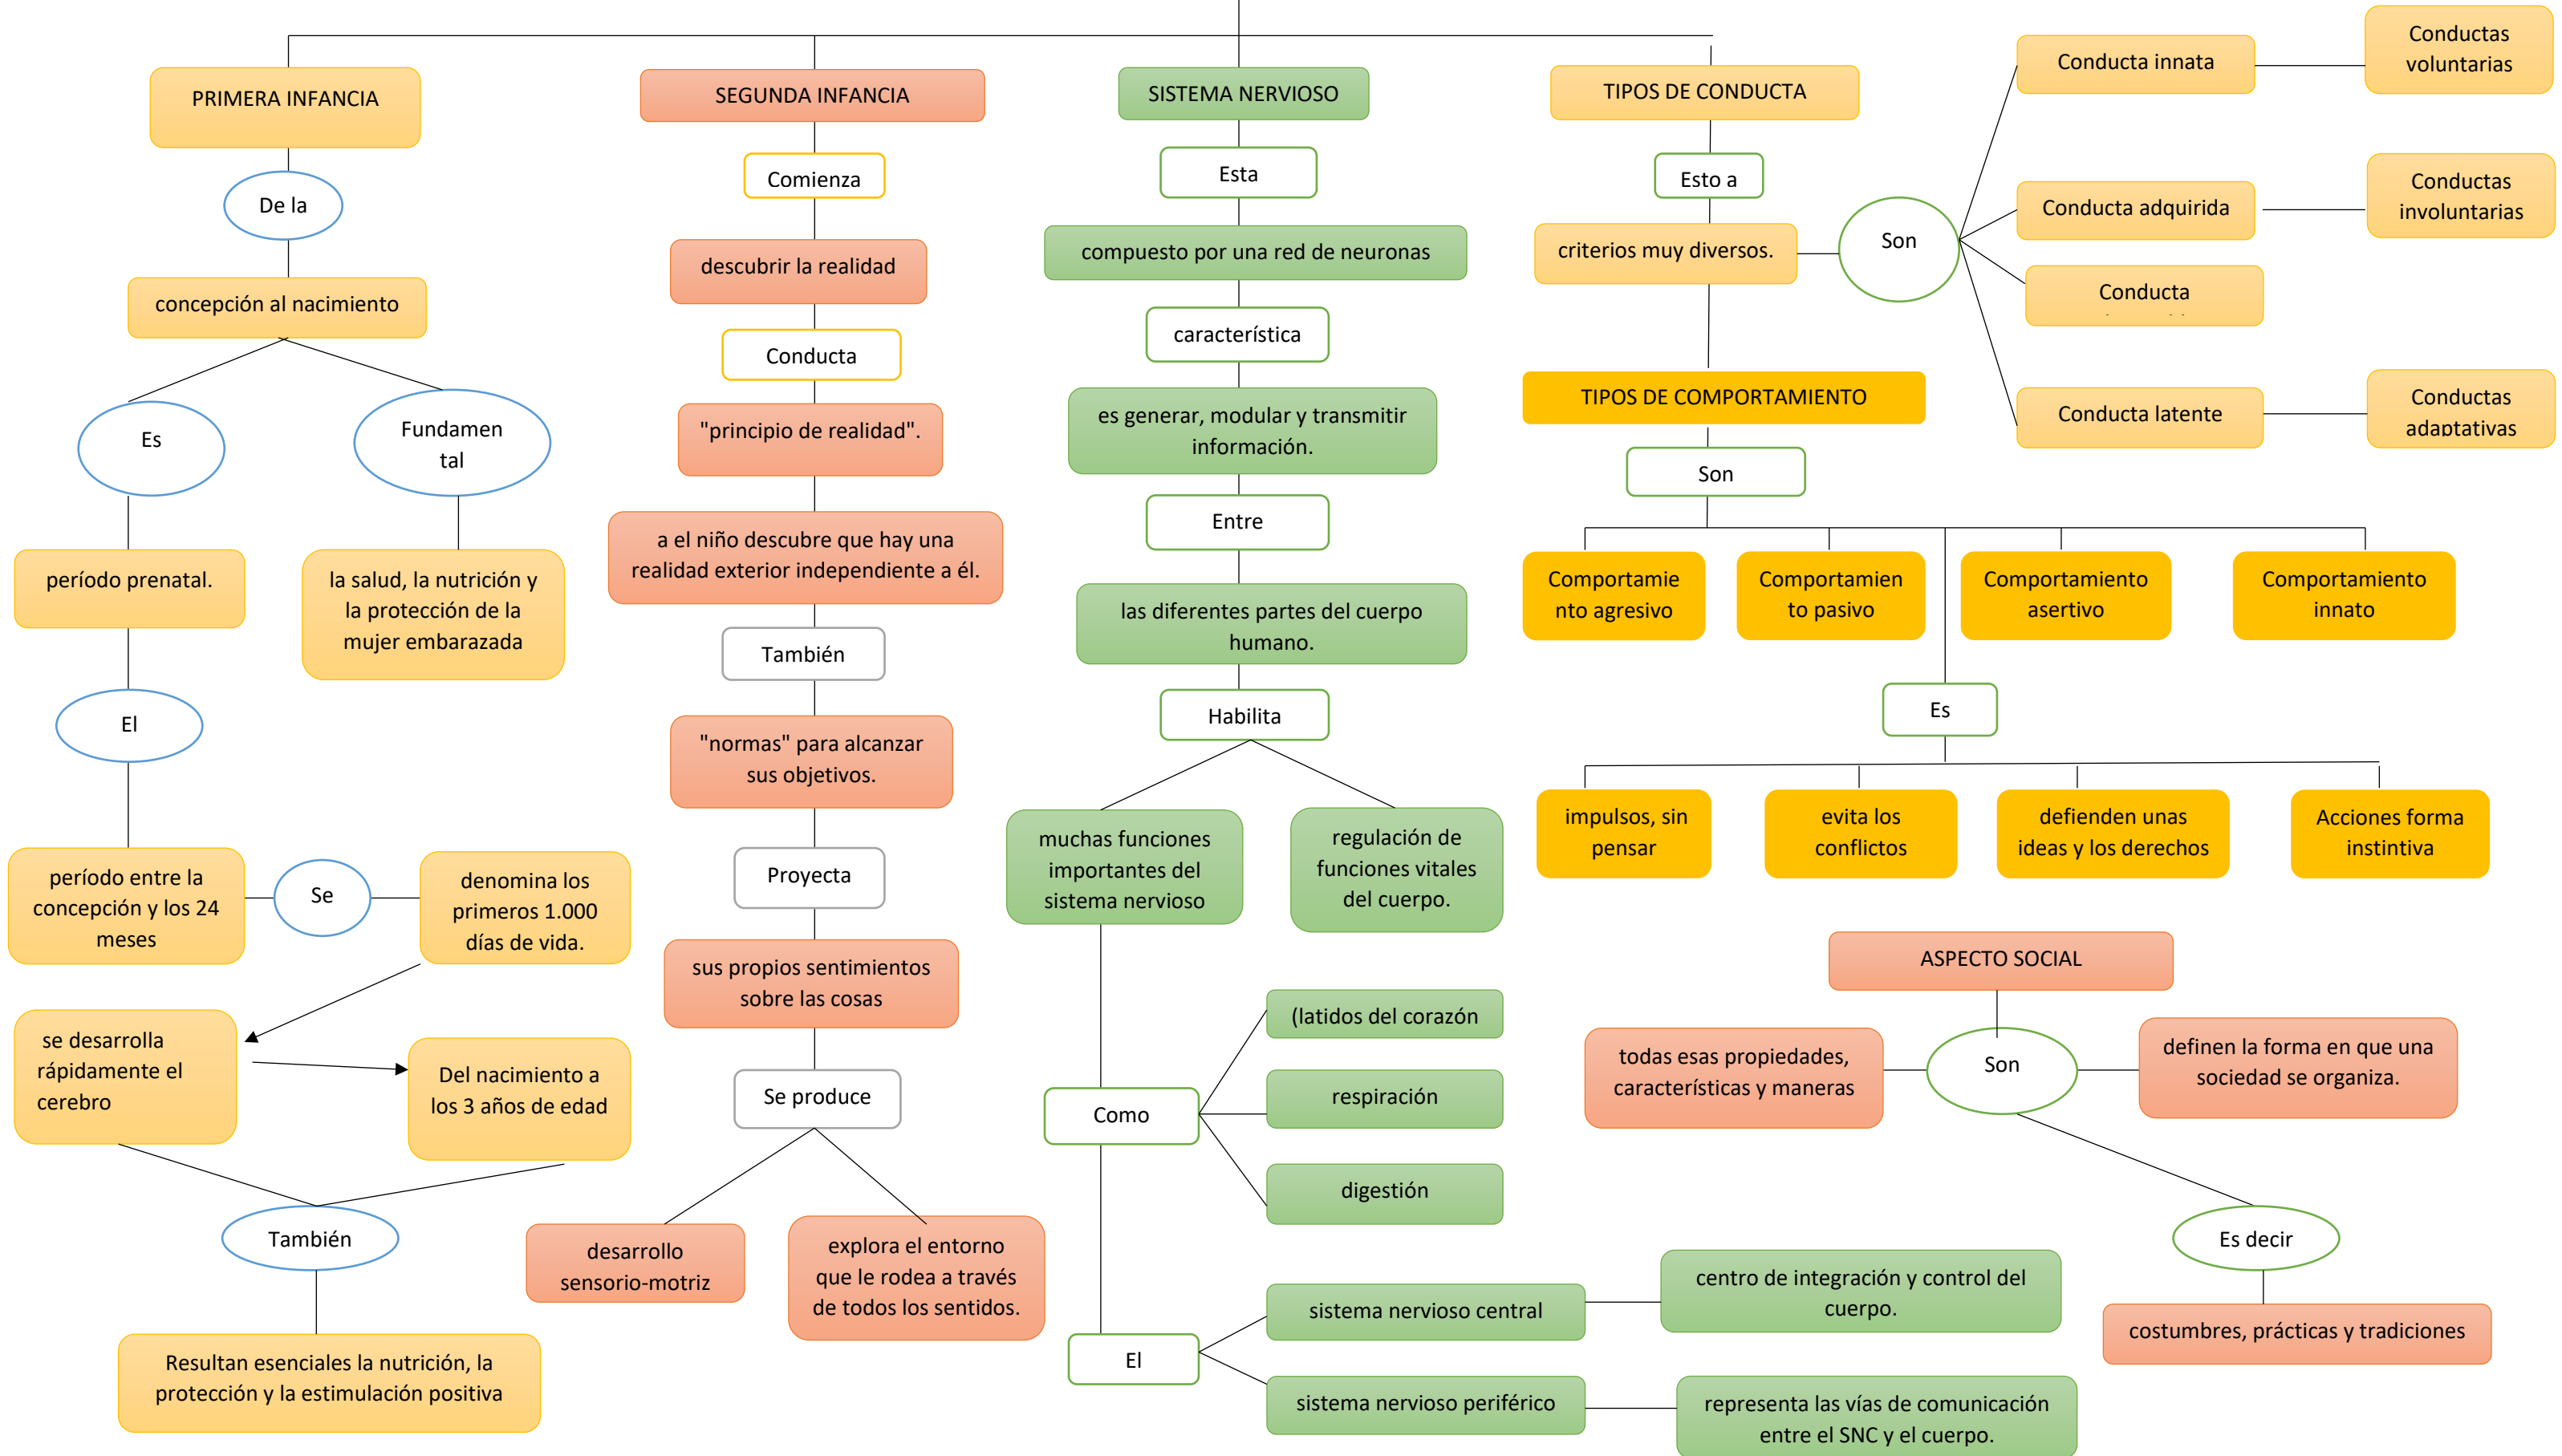 PRIMERA INFANCIA
De la
concepción al nacimiento
Es
Fundamen
tal
período prenatal.
la salud, la nutrición y
la protección de la
mujer embarazada
El
período entre la
concepción y los 24
meses
Se
denomina los
primeros 1.000
días de vida.
se desarrolla
rápidamente el
cerebro
Del nacimiento a
los 3 años de edad
También
Resultan esenciales la nutrición, la
protección y la estimulación positiva
SEGUNDA INFANCIA
Comienza
descubrir la realidad
Conducta
"principio de realidad".
a el niño descubre que hay una
realidad exterior independiente a él.
También
"normas" para alcanzar
sus objetivos.
Proyecta
sus propios sentimientos
sobre las cosas
Se produce
desarrollo
sensorio-motriz
explora el entorno
que le rodea a través
de todos los sentidos.
SISTEMA NERVIOSO
Esta
compuesto por una red de neuronas
característica
es generar, modular y transmitir
información.
Entre
las diferentes partes del cuerpo
humano.
Habilita
muchas funciones
importantes del
sistema nervioso
regulación de
funciones vitales
del cuerpo.
Como
(latidos del corazón
respiración
digestión
El
sistema nervioso central
centro de integración y control del
cuerpo.
sistema nervioso periférico
representa las vías de comunicación
entre el SNC y el cuerpo.
TIPOS DE CONDUCTA
Esto a
criterios muy diversos.
Son
Conducta innata
Conductas
voluntarias
Conducta adquirida
Conductas
involuntarias
Conducta
Conducta latente
Conductas
adaptativas
TIPOS DE COMPORTAMIENTO
Son
Comportamie
nto agresivo
Comportamien
to pasivo
Comportamiento
asertivo
Comportamiento
innato
Es
impulsos, sin
pensar
evita los
conflictos
defienden unas
ideas y los derechos
Acciones forma
instintiva
ASPECTO SOCIAL
todas esas propiedades,
características y maneras
Son
definen la forma en que una
sociedad se organiza.
Es decir
costumbres, prácticas y tradiciones